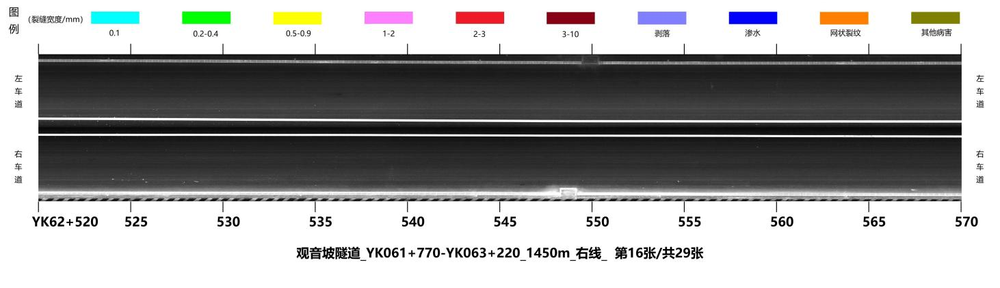 图例
(裂缝宽度/mm)
0.1 0.2-0.4 0.5-0.9 1-2 2-3 3-10 剥落 渗水 网状裂纹 其他病害
左车道 左车道
右车道 右车道
YK62+520 525 530 535 540 545 550 555 560 565 570
观音坡隧道_YK061+770-YK063+220_1450m_右线_ 第16张/共29张